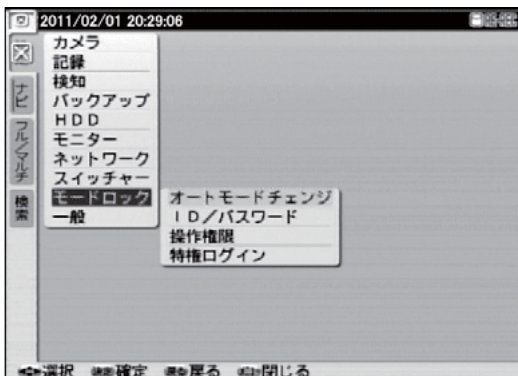 2011/02/01 20:29:06
カメラ
記録
検知
バックアップ
HDD
モニター
ネットワーク
スイッチャー
モードロック
一般
オートモードチェンジ
ID/パスワード
操作権限
特権ログイン
ナビ
フル/マルチ
検索
選択 確定 戻る 閉じる